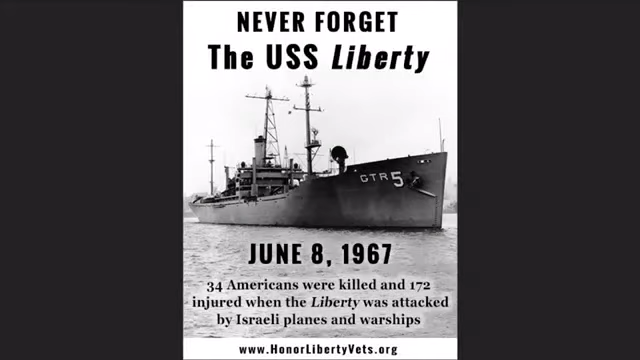 NEVER FORGET
The USS Liberty
GTR 5
JUNE 8, 1967
34 Americans were killed and 172
injured when the Liberty was attacked
by Israeli planes and warships
www.HonorLibertyVets.org